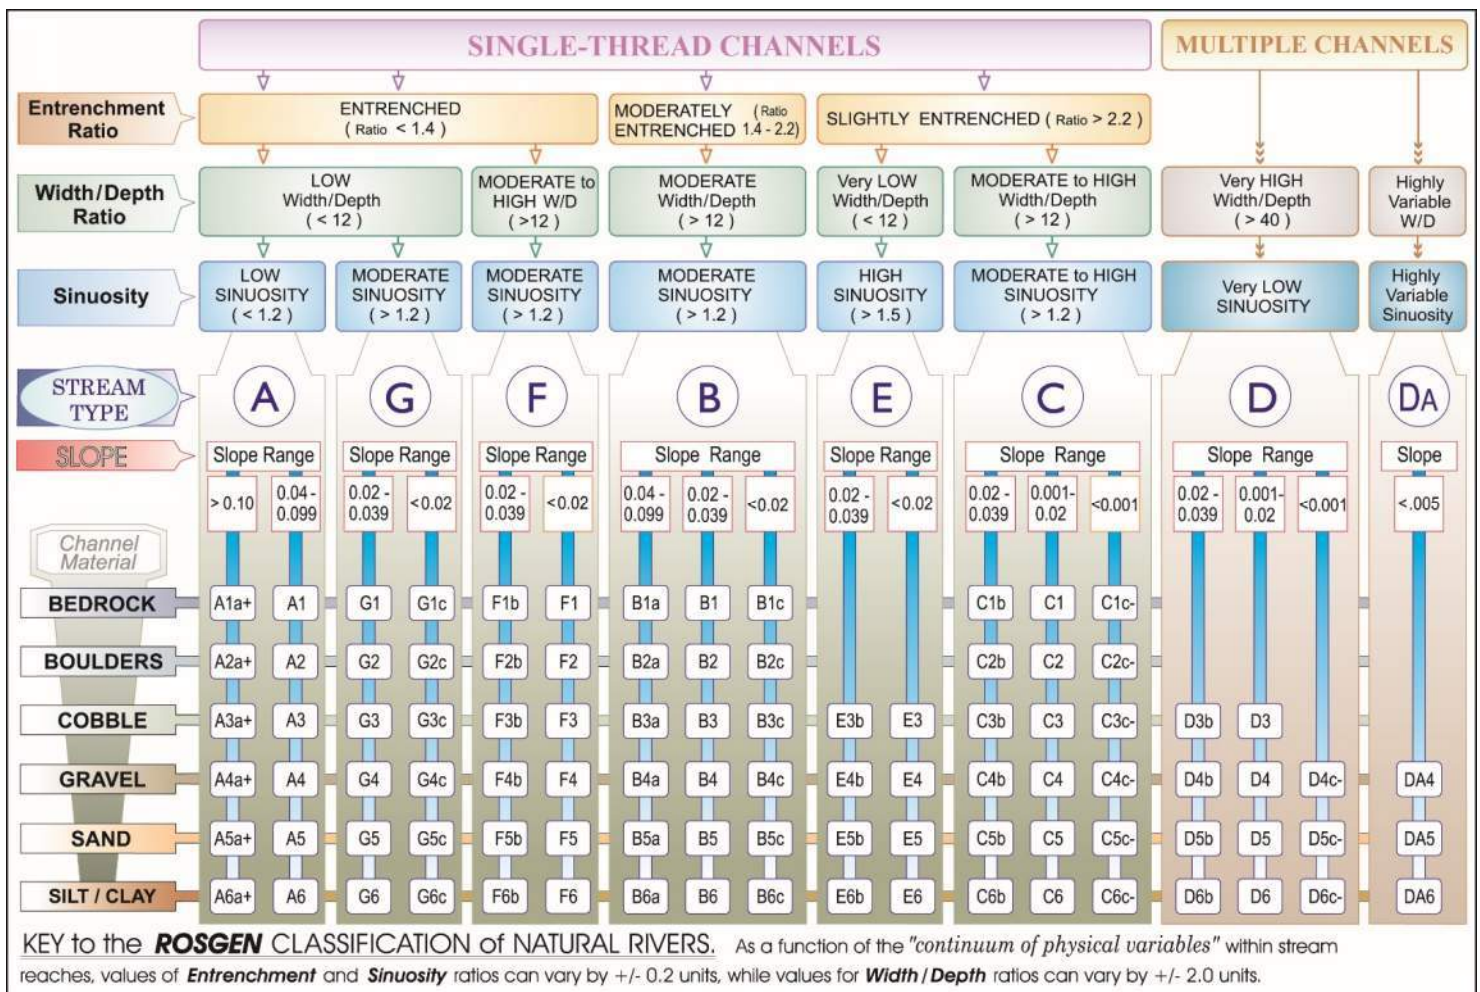 SINGLE-THREAD CHANNELS
MULTIPLE CHANNELS
Entrenchment
Ratio
ENTRENCHED
( Ratio < 1.4 )
MODERATELY ( Ratio
ENTRENCHED 1.4 - 2.2)
SLIGHTLY ENTRENCHED ( Ratio > 2.2 )
Width/Depth
Ratio
LOW
Width/Depth
( < 12 )
MODERATE to
HIGH W/D
( >12 )
MODERATE
Width/Depth
( > 12 )
Very LOW
Width/Depth
( <12 )
MODERATE to HIGH
Width/Depth
( > 12 )
Very HIGH
Width/Depth
( > 40 )
Highly
Variable
W/D
Sinuosity
LOW
SINUOSITY
( < 1.2 )
MODERATE
SINUOSITY
( > 1.2 )
MODERATE
SINUOSITY
( > 1.2 )
MODERATE
SINUOSITY
( > 1.2 )
HIGH
SINUOSITY
( > 1.5 )
MODERATE to HIGH
SINUOSITY
( > 1.2 )
Very LOW
SINUOSITY
Highly
Variable
Sinuosity
STREAM
TYPE
A G F B E C D DA
SLOPE
Slope Range Slope Range Slope Range Slope Range Slope Range Slope Range Slope Range Slope
> 0.10
0.04 -
0.099
0.02 -
0.039
<0.02
0.02 -
0.039
<0.02
0.04 -
0.099
0.02 -
0.039
<0.02
0.02 -
0.039
<0.02
0.02 -
0.039
0.001-
0.02
<0.001
0.02 -
0.039
0.001-
0.02
<0.001
<.005
Channel
Material
BEDROCK A1a+ A1 G1 G1c F1b F1 B1a B1 B1c C1b C1 C1c-
BOULDERS A2a+ A2 G2 G2c F2b F2 B2a B2 B2c C2b C2 C2c-
COBBLE A3a+ A3 G3 G3c F3b F3 B3a B3 B3c E3b E3 C3b C3 C3c- D3b D3
GRAVEL A4a+ A4 G4 G4c F4b F4 B4a B4 B4c E4b E4 C4b C4 C4c- D4b D4 D4c- DA4
SAND A5a+ A5 G5 G5c F5b F5 B5a B5 B5c E5b E5 C5b C5 C5c- D5b D5 D5c- DA5
SILT / CLAY A6a+ A6 G6 G6c F6b F6 B6a B6 B6c E6b E6 C6b C6 C6c- D6b D6 D6c- DA6
KEY to the ROSGEN CLASSIFICATION of NATURAL RIVERS. As a function of the "continuum of physical variables" within stream
reaches, values of Entrenchment and Sinuosity ratios can vary by +/- 0.2 units, while values for Width / Depth ratios can vary by +/- 2.0 units.